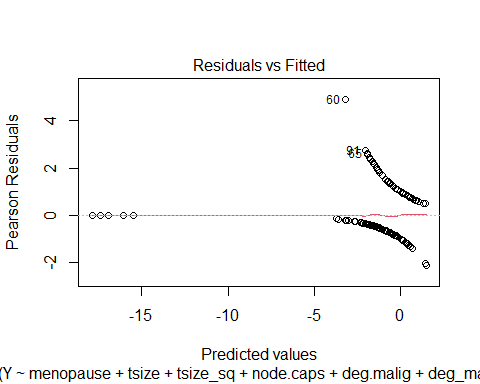 Residuals vs Fitted
Pearson Residuals
4
2
0
-2
60
91
65
-15
-10
-5
0
Predicted values
(Y ~ menopause + tsize + tsize_sq + node.caps + deg.malig + deg_ma